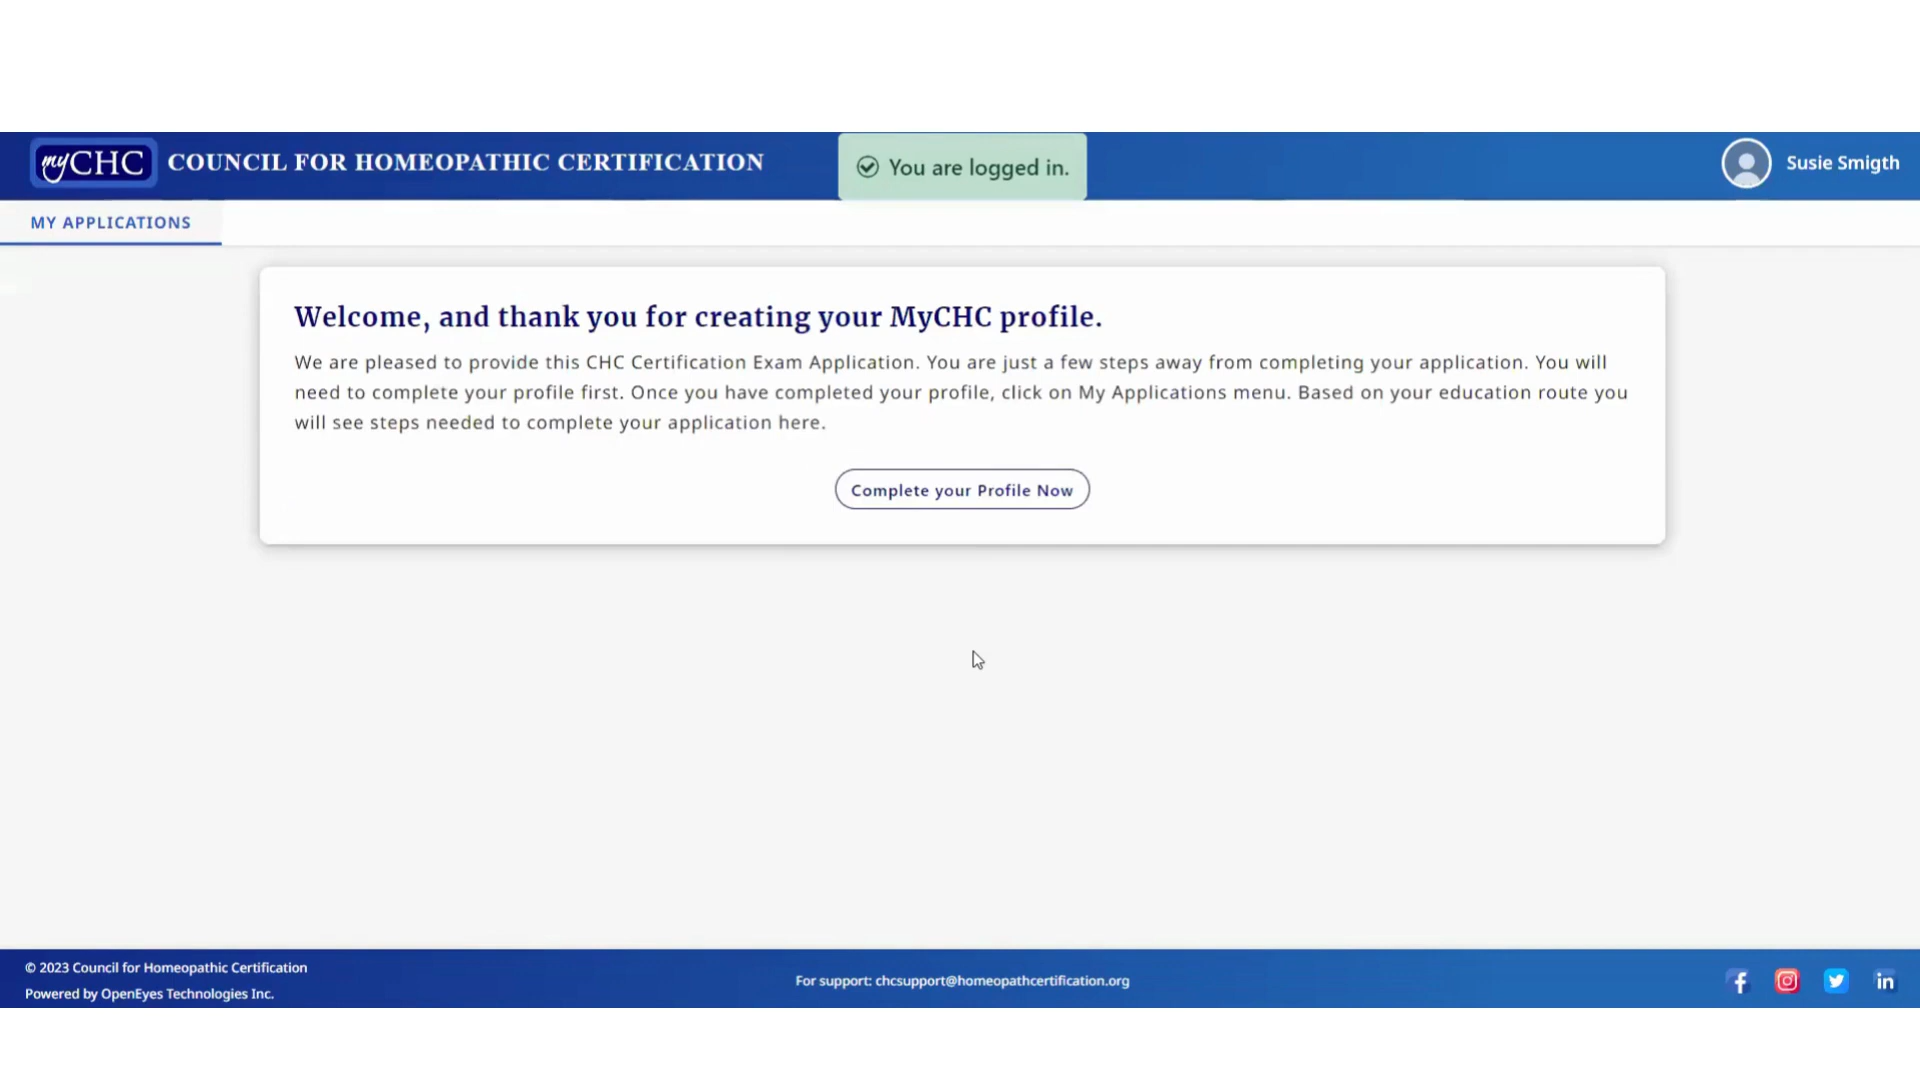 myCHC COUNCIL FOR HOMEOPATHIC CERTIFICATION
You are logged in.
Susie Smigth
MY APPLICATIONS
Welcome, and thank you for creating your MyCHC profile.
We are pleased to provide this CHC Certification Exam Application. You are just a few steps away from completing your application. You will
need to complete your profile first. Once you have completed your profile, click on My Applications menu. Based on your education route you
will see steps needed to complete your application here.
Complete your Profile Now
© 2023 Council for Homeopathic Certification
Powered by OpenEyes Technologies Inc.
For support: chcsupport@homeopathcertification.org